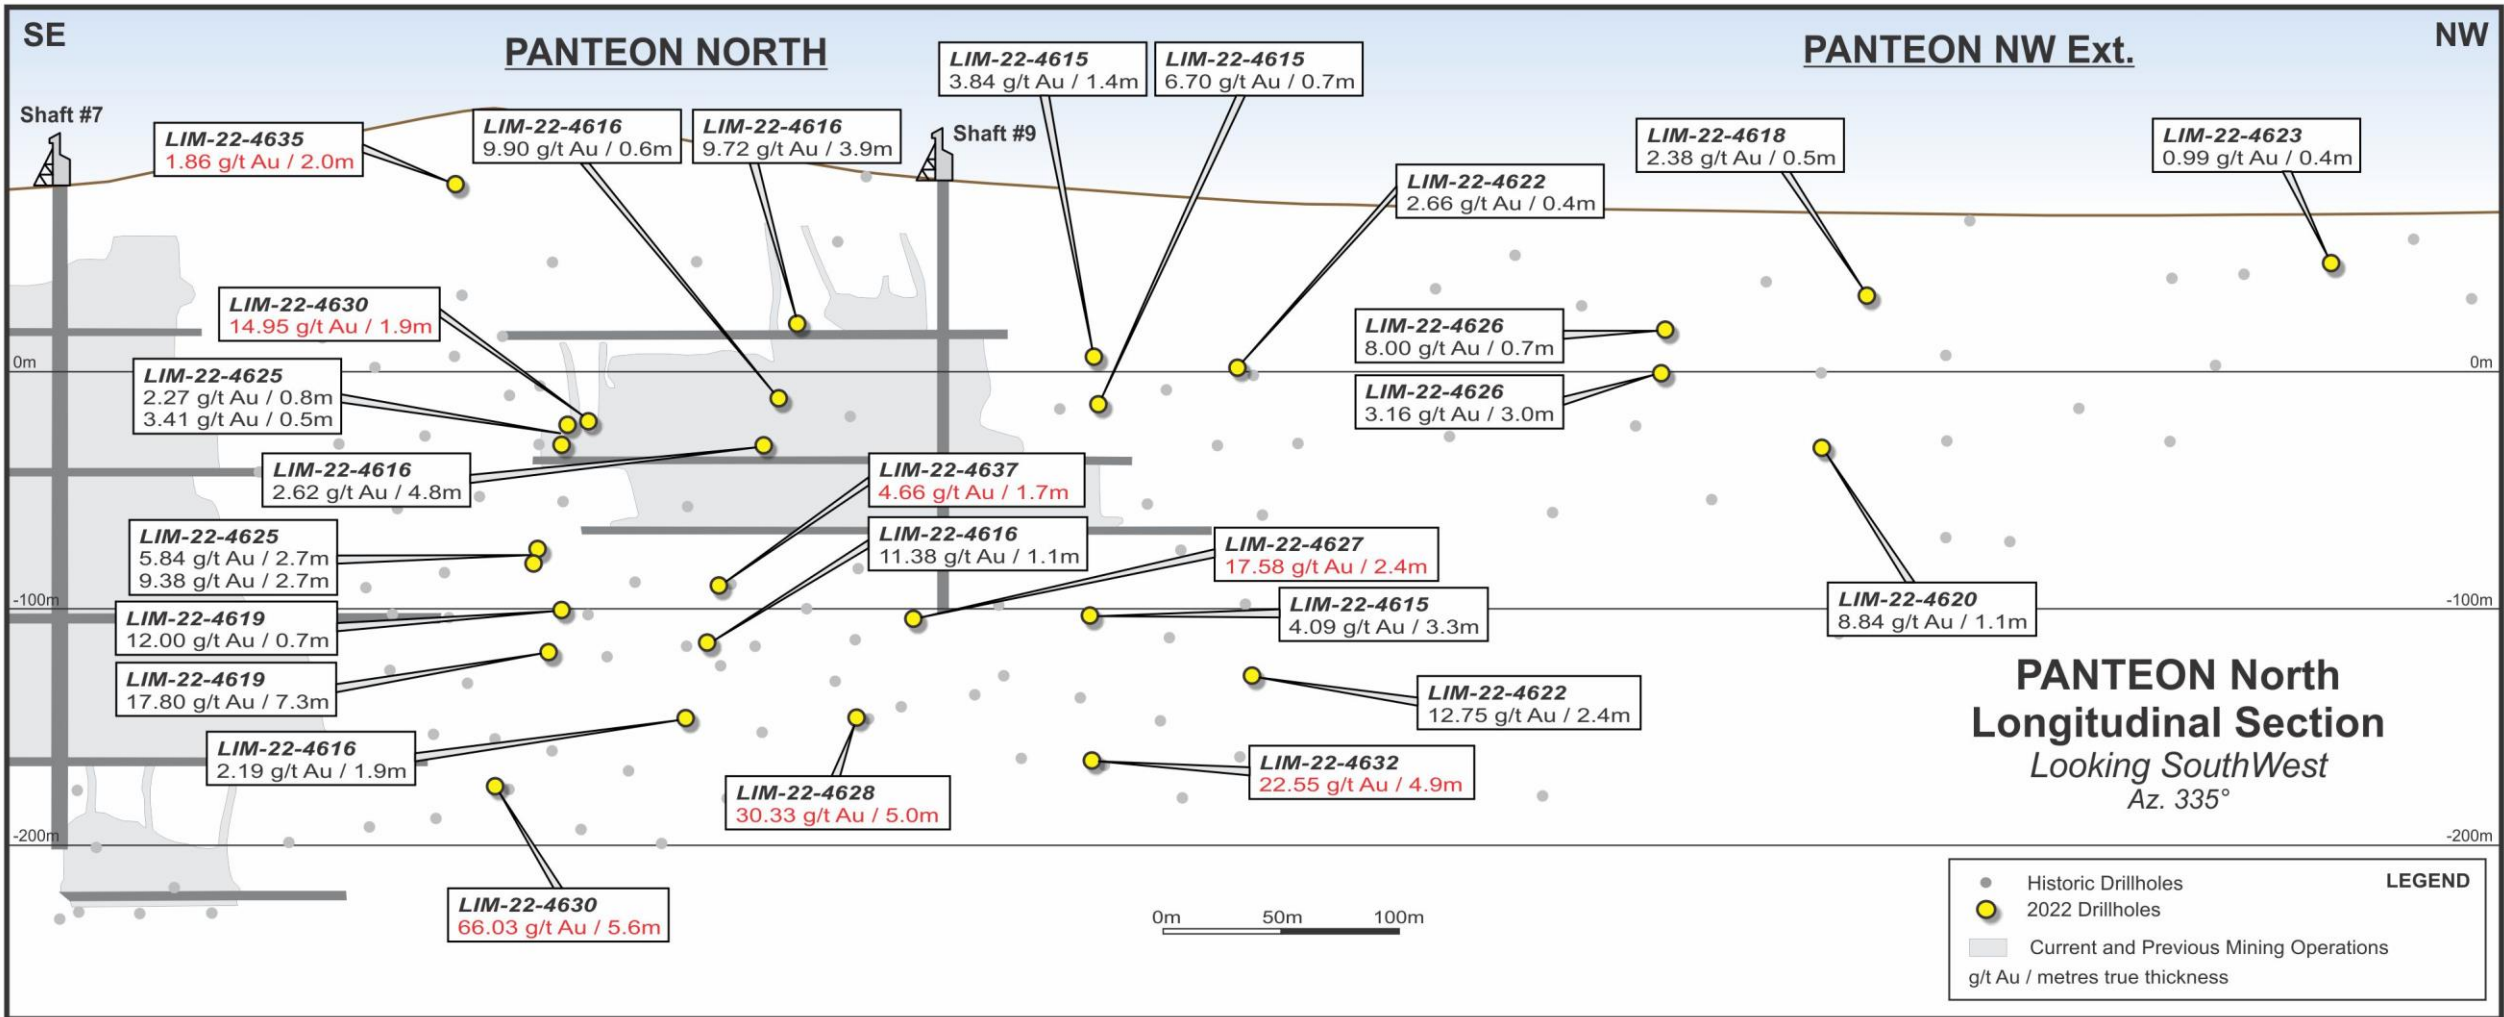 SE
PANTEON NORTH
PANTEON NW Ext.
NW
Shaft #7
Shaft #9
LIM-22-4635
1.86 g/t Au / 2.0m
LIM-22-4616
9.90 g/t Au / 0.6m
LIM-22-4616
9.72 g/t Au / 3.9m
LIM-22-4615
3.84 g/t Au / 1.4m
LIM-22-4615
6.70 g/t Au / 0.7m
LIM-22-4622
2.66 g/t Au / 0.4m
LIM-22-4618
2.38 g/t Au / 0.5m
LIM-22-4623
0.99 g/t Au / 0.4m
LIM-22-4630
14.95 g/t Au / 1.9m
LIM-22-4626
8.00 g/t Au / 0.7m
0m
0m
LIM-22-4625
2.27 g/t Au / 0.8m
3.41 g/t Au / 0.5m
LIM-22-4626
3.16 g/t Au / 3.0m
LIM-22-4616
2.62 g/t Au / 4.8m
LIM-22-4637
4.66 g/t Au / 1.7m
LIM-22-4625
5.84 g/t Au / 2.7m
9.38 g/t Au / 2.7m
LIM-22-4616
11.38 g/t Au / 1.1m
LIM-22-4627
17.58 g/t Au / 2.4m
-100m
-100m
LIM-22-4619
12.00 g/t Au / 0.7m
LIM-22-4615
4.09 g/t Au / 3.3m
LIM-22-4620
8.84 g/t Au / 1.1m
LIM-22-4619
17.80 g/t Au / 7.3m
LIM-22-4622
12.75 g/t Au / 2.4m
PANTEON North
Longitudinal Section
Looking SouthWest
Az. 335°
LIM-22-4616
2.19 g/t Au / 1.9m
LIM-22-4628
30.33 g/t Au / 5.0m
LIM-22-4632
22.55 g/t Au / 4.9m
-200m
-200m
LIM-22-4630
66.03 g/t Au / 5.6m
0m 50m 100m
LEGEND
Historic Drillholes
2022 Drillholes
Current and Previous Mining Operations
g/t Au / metres true thickness